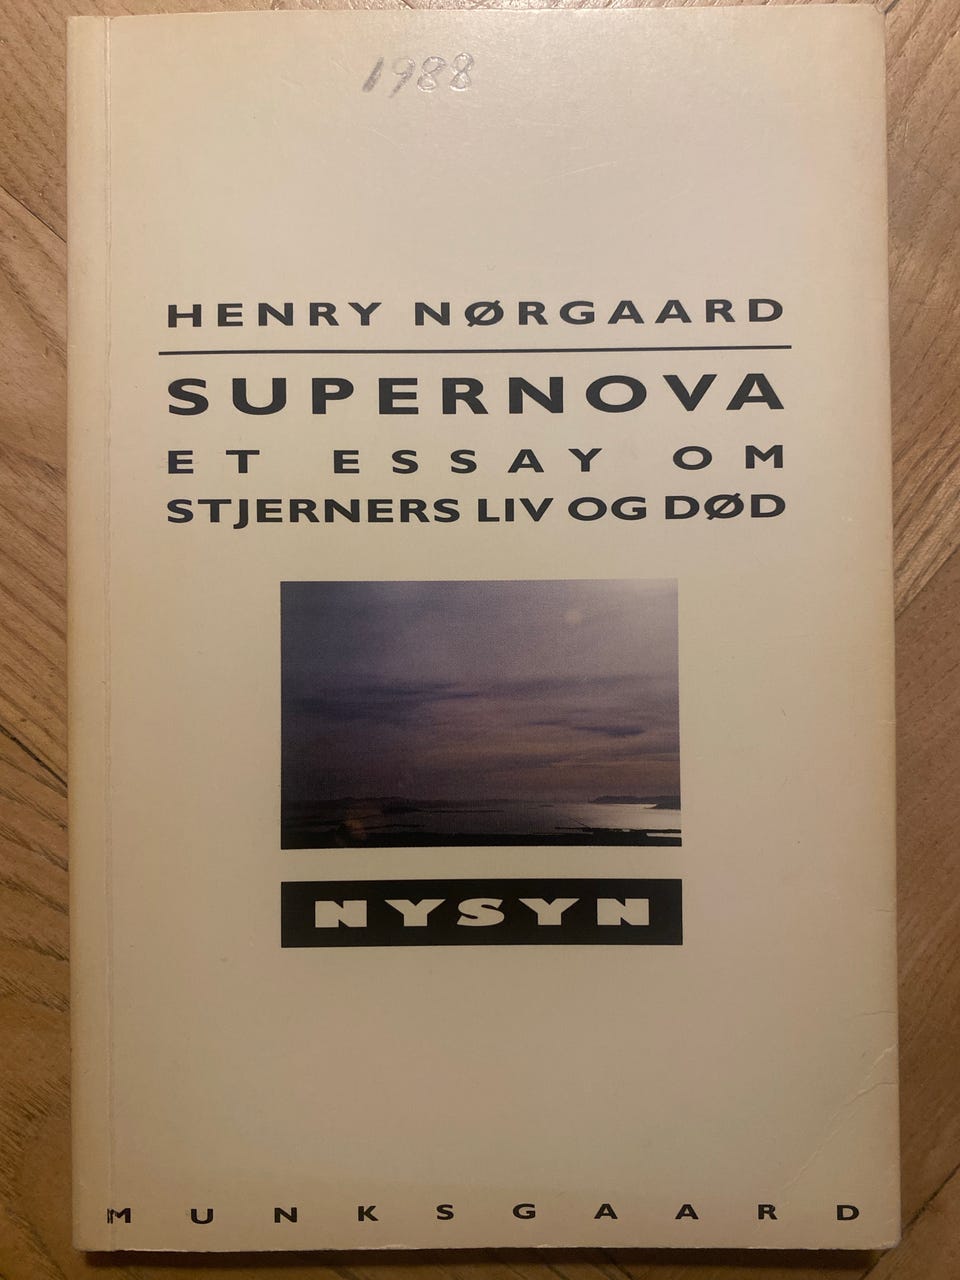 1988
HENRY NØRGAARD
SUPERNOVA
ET ESSAY OM
STJERNERS LIV OG DØD
NYSYN
MUNKSGAARD